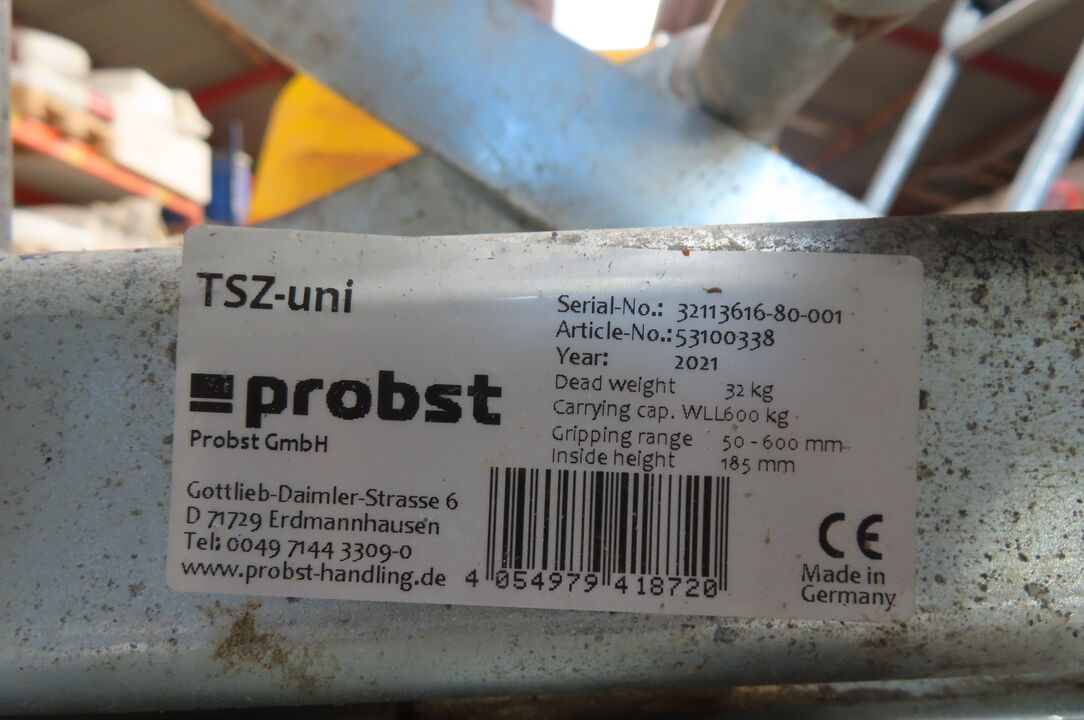 TSZ-uni
probst
Probst GmbH
Gottlieb-Daimler-Strasse 6
D 71729 Erdmannhausen
Tel: 0049 7144 3309-0
www.probst-handling.de
Serial-No.: 32113616-80-001
Article-No.: 53100338
Year: 2021
Dead weight 32 kg
Carrying cap. WLL600 kg
Gripping range 50 - 600 mm
Inside height 185 mm
4 054979 418720
CE
Made in
Germany